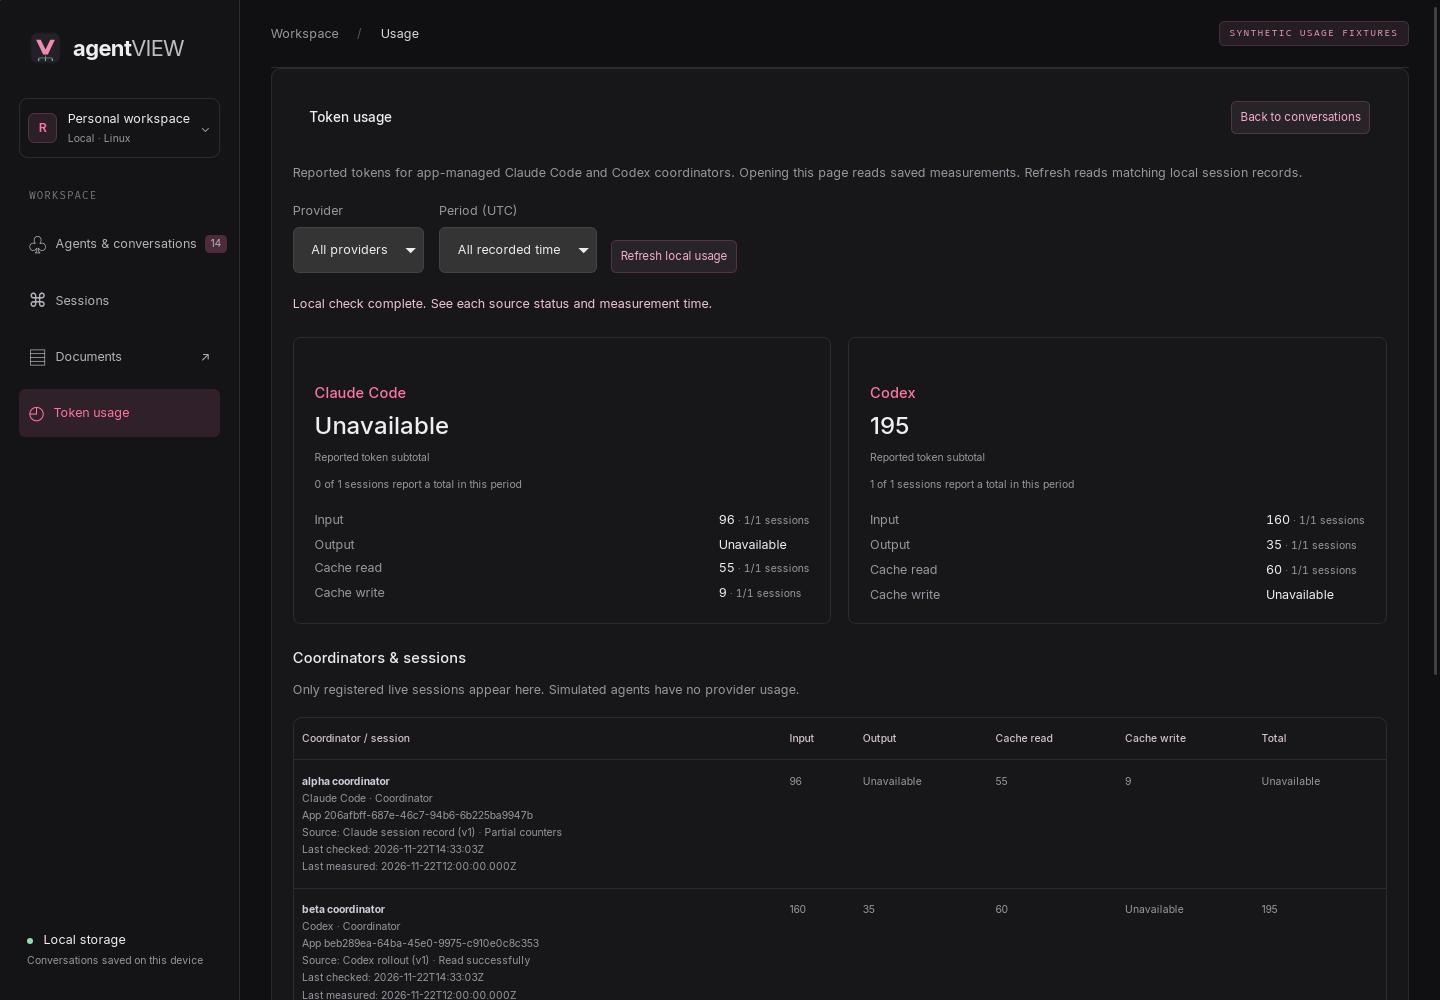 agentVIEW
R
Personal workspace
Local · Linux
WORKSPACE
Agents & conversations 14
Sessions
Documents
Token usage
Local storage
Conversations saved on this device
Workspace / Usage
SYNTHETIC USAGE FIXTURES
Token usage
Back to conversations
Reported tokens for app-managed Claude Code and Codex coordinators. Opening this page reads saved measurements. Refresh reads matching local session records.
Provider Period (UTC)
All providers All recorded time Refresh local usage
Local check complete. See each source status and measurement time.
Claude Code
Unavailable
Reported token subtotal
0 of 1 sessions report a total in this period
Input 96 · 1/1 sessions
Output Unavailable
Cache read 55 · 1/1 sessions
Cache write 9 · 1/1 sessions
Codex
195
Reported token subtotal
1 of 1 sessions report a total in this period
Input 160 · 1/1 sessions
Output 35 · 1/1 sessions
Cache read 60 · 1/1 sessions
Cache write Unavailable
Coordinators & sessions
Only registered live sessions appear here. Simulated agents have no provider usage.
Coordinator / session Input Output Cache read Cache write Total
alpha coordinator 96 Unavailable 55 9 Unavailable
Claude Code · Coordinator
App 206afbff-687e-46c7-94b6-6b225ba9947b
Source: Claude session record (v1) · Partial counters
Last checked: 2026-11-22T14:33:03Z
Last measured: 2026-11-22T12:00:00.000Z
beta coordinator 160 35 60 Unavailable 195
Codex · Coordinator
App beb289ea-64ba-45e0-9975-c910e0c8c353
Source: Codex rollout (v1) · Read successfully
Last checked: 2026-11-22T14:33:03Z
Last measured: 2026-11-22T12:00:00.000Z